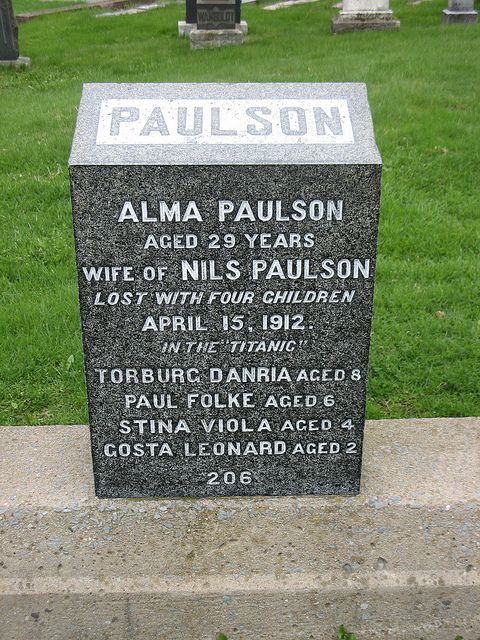 WAMBOLDT
PAULSON
ALMA PAULSON
AGED 29 YEARS
WIFE OF NILS PAULSON
LOST WITH FOUR CHILDREN
APRIL 15, 1912.
IN THE "TITANIC"
TORBURG DANRIA AGED 8
PAUL FOLKE AGED 6
STINA VIOLA AGED 4
GOSTA LEONARD AGED 2
206